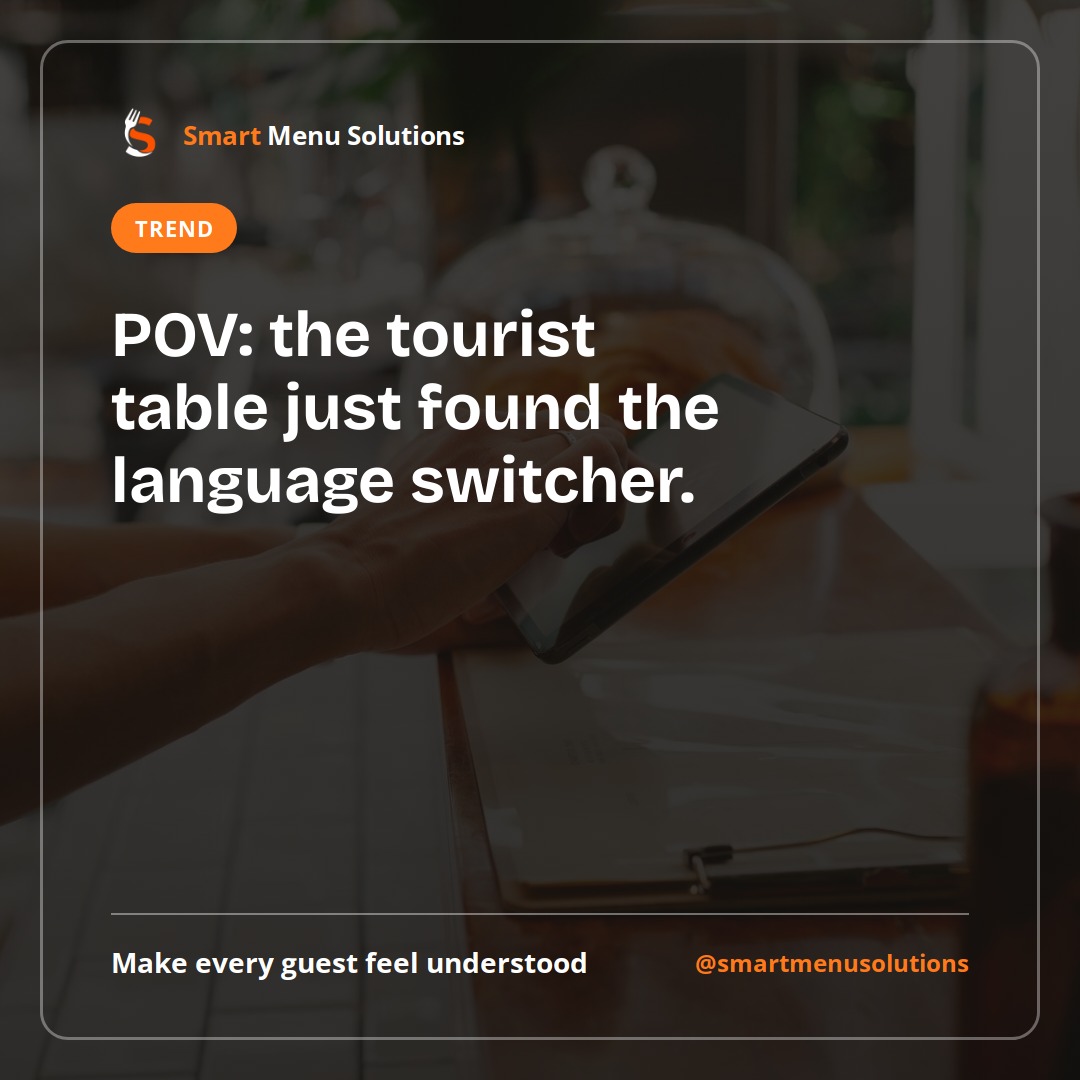 Smart Menu Solutions
TREND
POV: the tourist
table just found the
language switcher.
Make every guest feel understood
@smartmenusolutions